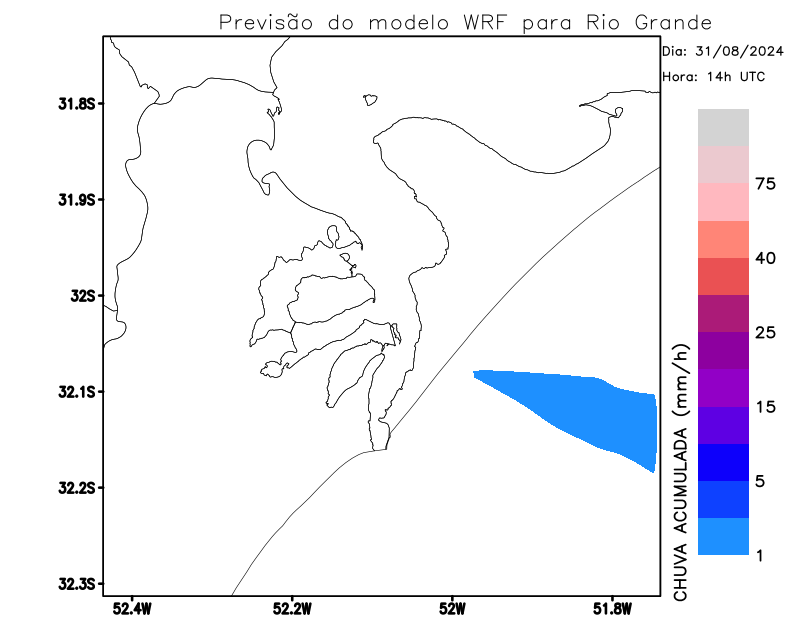 Previsão do modelo WRF para Rio Grande
Dia: 31/08/2024
Hora: 14h UTC
31.8S
31.9S
32S
32.1S
32.2S
32.3S
52.4W
52.2W
52W
51.8W
75
40
25
15
5
1
CHUVA ACUMULADA (mm/h)